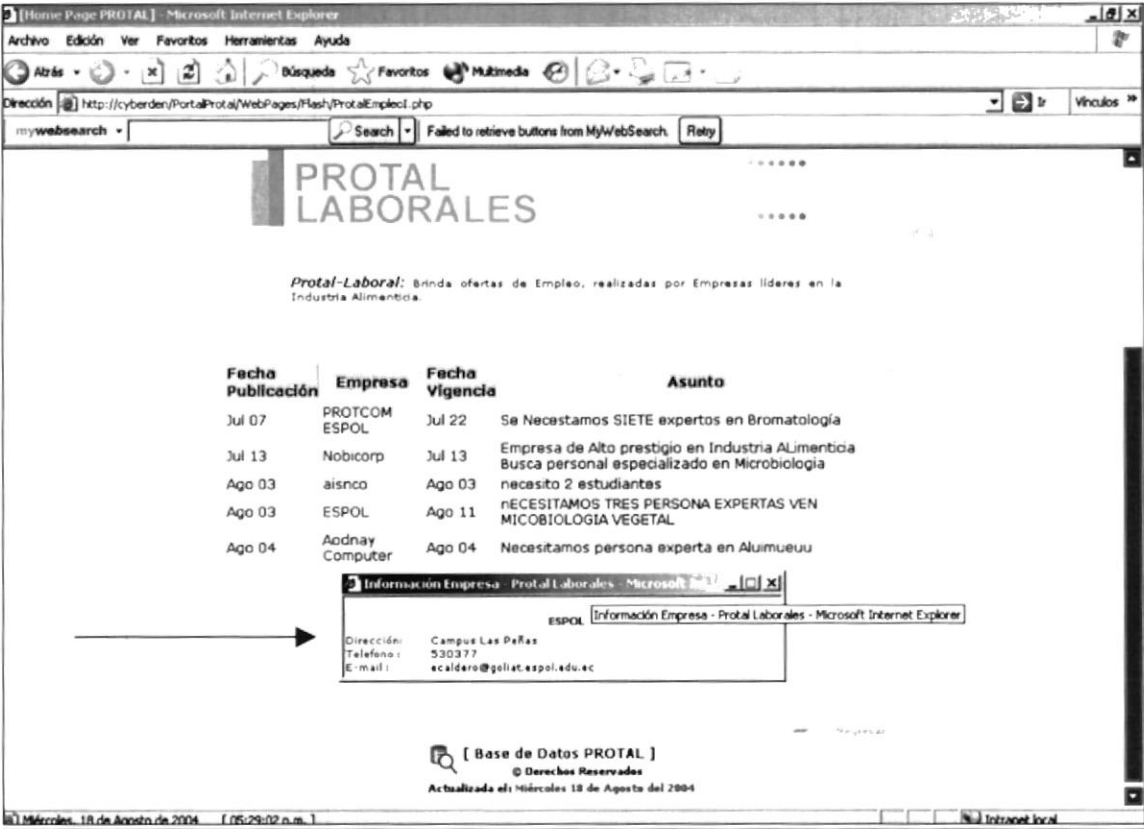 [Home Page PROTAL] - Microsoft Internet Explorer
Archivo Edición Ver Favoritos Herramientas Ayuda
Atrás Búsqueda Favoritos Multimedia
Dirección http://cyberden/PortalProtal/WebPages/Flash/ProtalEmplecI.php Ir Vínculos »
mywebsearch Search Failed to retrieve buttons from MyWebSearch. Retry
PROTAL
LABORALES
Protal-Laboral: Brinda ofertas de Empleo, realizadas por Empresas líderes en la
Industria Alimenticia.
Fecha Publicación Empresa Fecha Vigencia Asunto
Jul 07 PROTCOM ESPOL Jul 22 Se Necestamos SIETE expertos en Bromatología
Jul 13 Nobicorp Jul 13 Empresa de Alto prestigio en Industria ALimenticia
Busca personal especializado en Microbiologia
Ago 03 aisnco Ago 03 necesito 2 estudiantes
Ago 03 ESPOL Ago 11 nECESITAMOS TRES PERSONA EXPERTAS VEN
MICOBIOLOGIA VEGETAL
Ago 04 Aodnay Computer Ago 04 Necesitamos persona experta en Aluimueuu
Información Empresa - Protal Laborales - Microsoft
ESPOL Información Empresa - Protal Laborales - Microsoft Internet Explorer
Dirección: Campus Las Peñas
Telefono: 530377
E-mail: ecaldero@goliat.espol.edu.ec
Regresar
[ Base de Datos PROTAL ]
© Derechos Reservados
Actualizada el: Miércoles 18 de Agosto del 2004
Miércoles, 18 de Agosto de 2004 [ 05:29:02 p.m. ] Intranet local